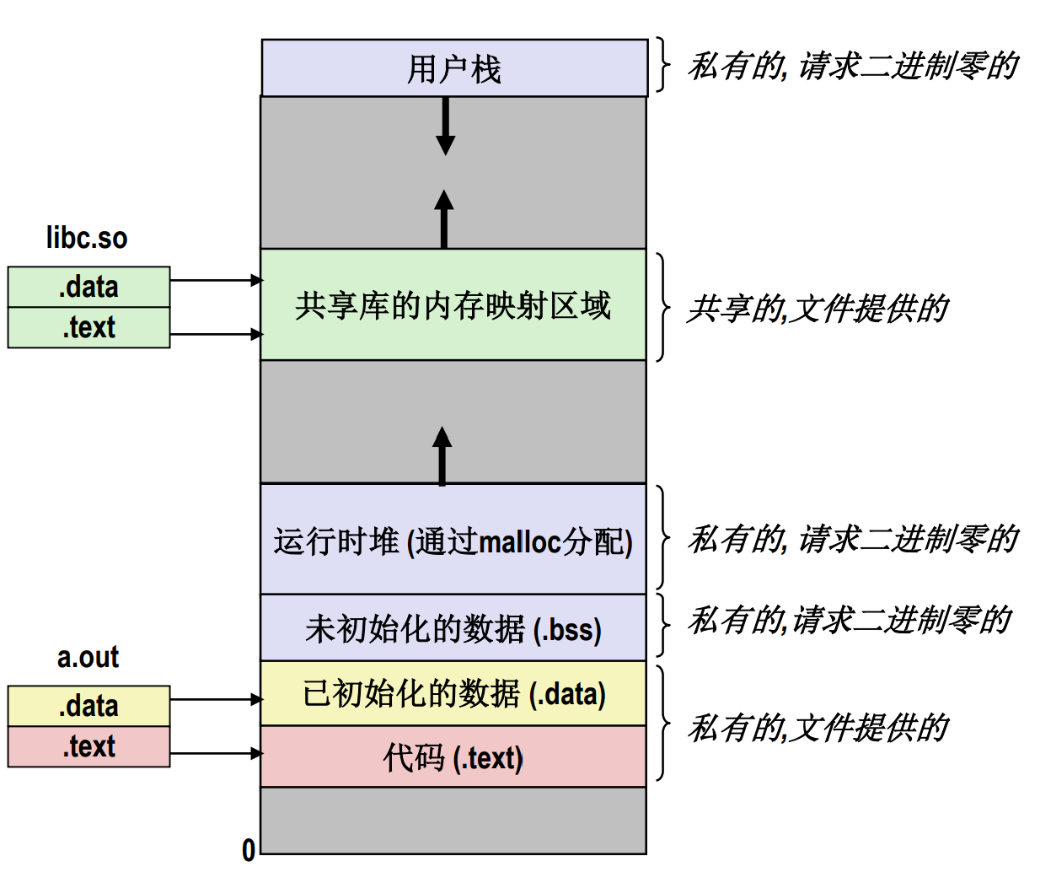 用户栈
私有的, 请求二进制零的
libc.so
.data
.text
共享库的内存映射区域
共享的,文件提供的
运行时堆 (通过malloc分配)
私有的, 请求二进制零的
未初始化的数据 (.bss)
私有的,请求二进制零的
a.out
.data
.text
已初始化的数据 (.data)
代码 (.text)
私有的,文件提供的
0